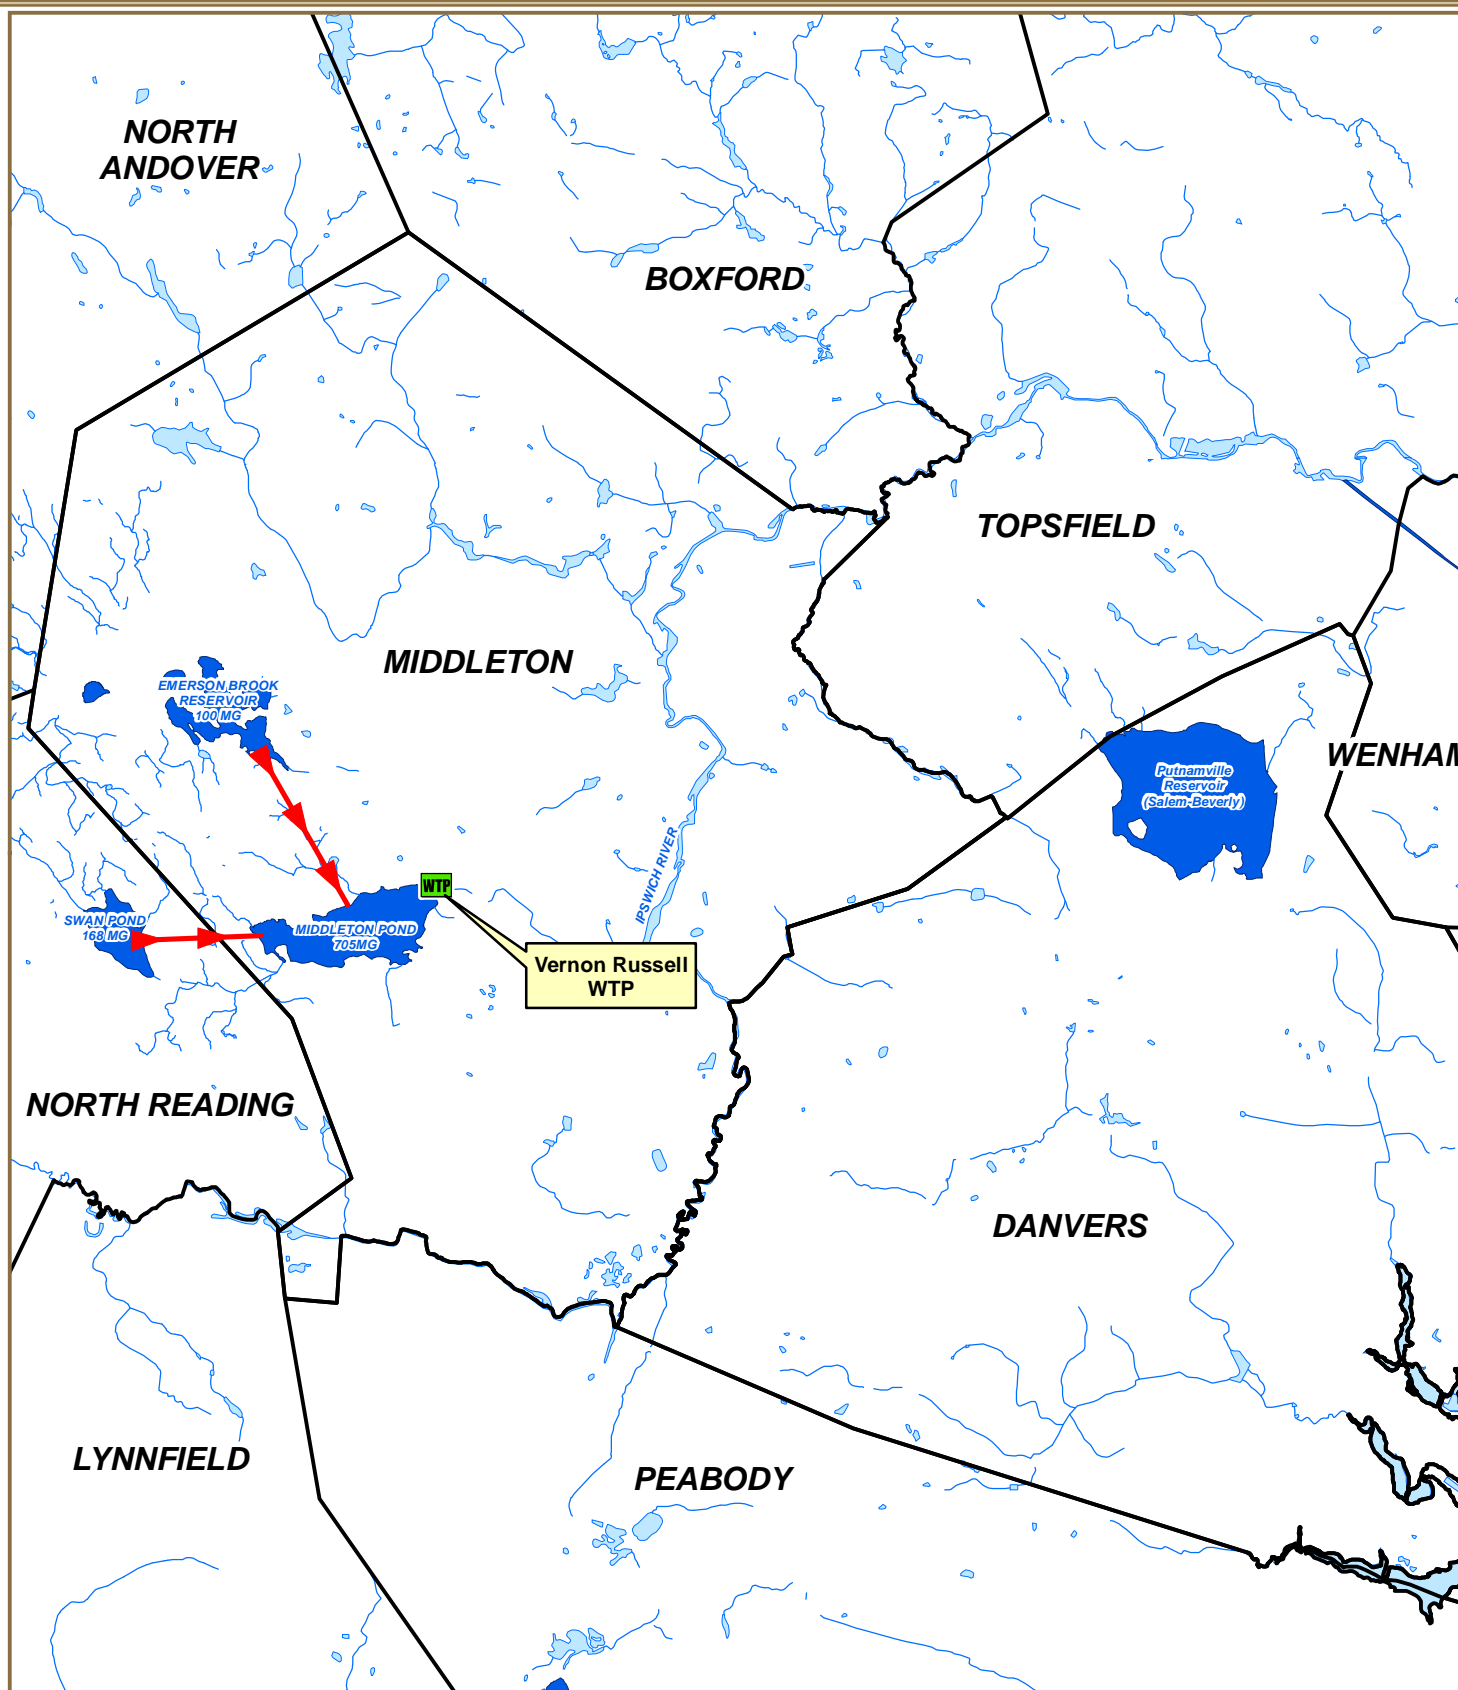 NORTH
ANDOVER
BOXFORD
TOPSFIELD
MIDDLETON
EMERSON BROOK
RESERVOIR
100 MG
WENHAM
Putnamville
Reservoir
(Salem-Beverly)
IPSWICH RIVER
WTP
SWAN POND
168 MG
MIDDLETON POND
705MG
Vernon Russell
WTP
NORTH READING
DANVERS
LYNNFIELD
PEABODY